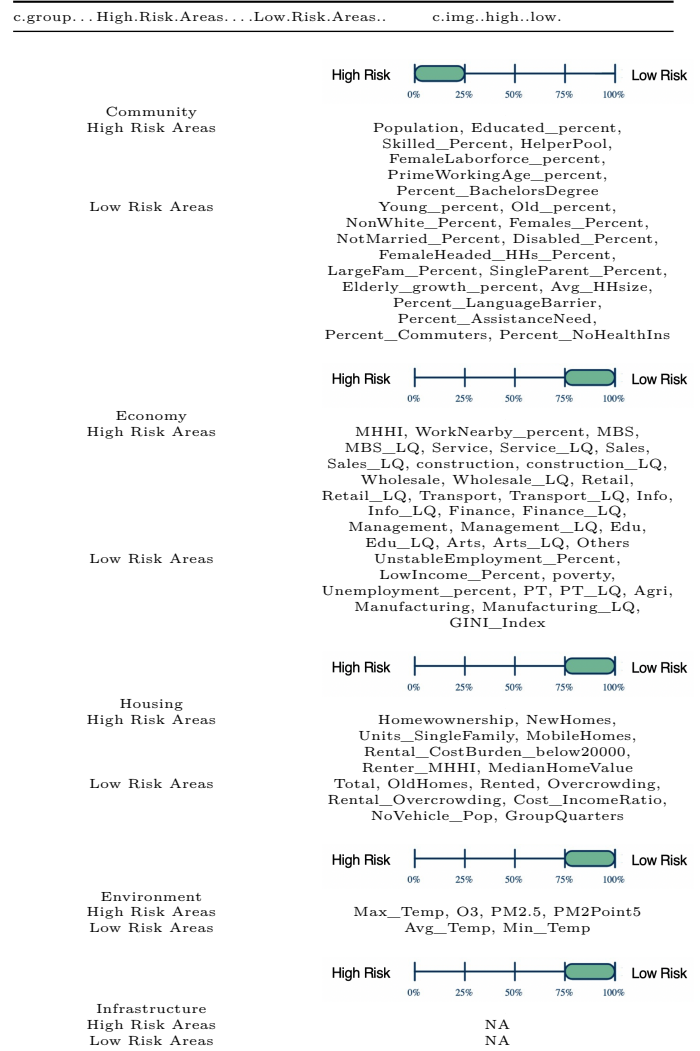 c.group...High.Risk.Areas....Low.Risk.Areas.. c.img..high..low.
High Risk Low Risk
0% 25% 50% 75% 100%
Community
High Risk Areas Population, Educated_percent,
Skilled_Percent, HelperPool,
FemaleLaborforce_percent,
PrimeWorkingAge_percent,
Percent_BachelorsDegree
Low Risk Areas Young_percent, Old_percent,
NonWhite_Percent, Females_Percent,
NotMarried_Percent, Disabled_Percent,
FemaleHeaded_HHs_Percent,
LargeFam_Percent, SingleParent_Percent,
Elderly_growth_percent, Avg_HHsize,
Percent_LanguageBarrier,
Percent_AssistanceNeed,
Percent_Commuters, Percent_NoHealthIns
High Risk Low Risk
0% 25% 50% 75% 100%
Economy
High Risk Areas MHHI, WorkNearby_percent, MBS,
MBS_LQ, Service, Service_LQ, Sales,
Sales_LQ, construction, construction_LQ,
Wholesale, Wholesale_LQ, Retail,
Retail_LQ, Transport, Transport_LQ, Info,
Info_LQ, Finance, Finance_LQ,
Management, Management_LQ, Edu,
Edu_LQ, Arts, Arts_LQ, Others
Low Risk Areas UnstableEmployment_Percent,
LowIncome_Percent, poverty,
Unemployment_percent, PT, PT_LQ, Agri,
Manufacturing, Manufacturing_LQ,
GINI_Index
High Risk Low Risk
0% 25% 50% 75% 100%
Housing
High Risk Areas Homewownership, NewHomes,
Units_SingleFamily, MobileHomes,
Rental_CostBurden_below20000,
Renter_MHHI, MedianHomeValue
Low Risk Areas Total, OldHomes, Rented, Overcrowding,
Rental_Overcrowding, Cost_IncomeRatio,
NoVehicle_Pop, GroupQuarters
High Risk Low Risk
0% 25% 50% 75% 100%
Environment
High Risk Areas Max_Temp, O3, PM2.5, PM2Point5
Low Risk Areas Avg_Temp, Min_Temp
High Risk Low Risk
0% 25% 50% 75% 100%
Infrastructure
High Risk Areas NA
Low Risk Areas NA